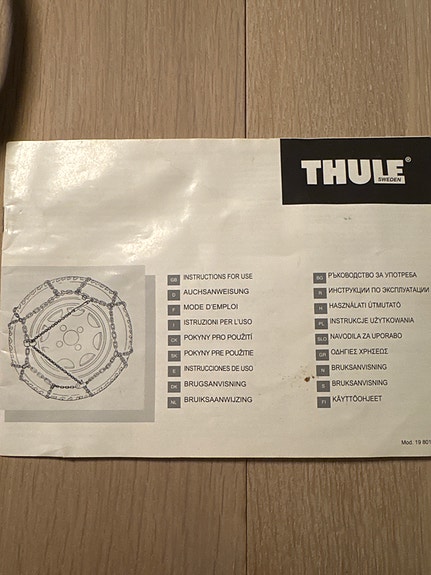 THULE®
SWEDEN
GB INSTRUCTIONS FOR USE
D AUCHSANWEISUNG
F MODE D'EMPLOI
I ISTRUZIONI PER L'USO
CK POKYNY PRO POUŽITÍ
SK POKYNY PRE POUŽITIE
E INSTRUCCIONES DE USO
DK BRUGSANVISNING
NL BRUIKSAANWIJZING
BG РЪКОВОДСТВО ЗА УПОТРЕБА
R ИНСТРУКЦИИ ПО ЭКСПЛУАТАЦИИ
H HASZNÁLATI ÚTMUTATÓ
PL INSTRUKCJE UŻYTKOWANIA
SLO NAVODILA ZA UPORABO
GR ΟΔΗΓΙΕΣ ΧΡΗΣΕΩΣ
N BRUKSANVISNING
S BRUKSANVISNING
FI KÄYTTÖOHJEET
Mod. 19 801